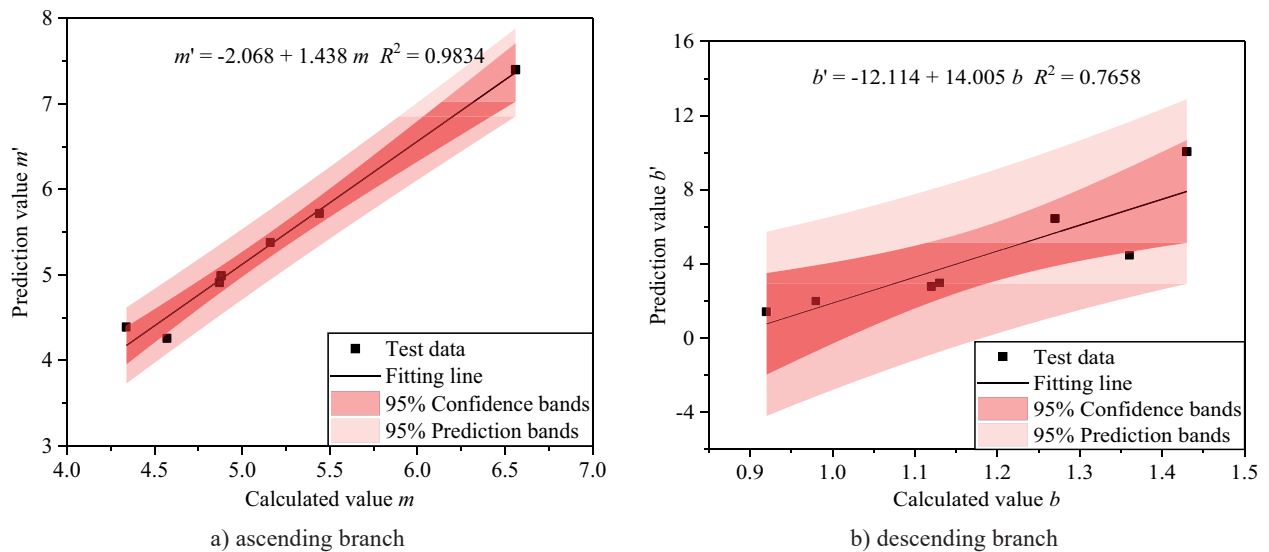 m' = -2.068 + 1.438 m R² = 0.9834
Prediction value m'
8
7
6
5
4
3
Test data
Fitting line
95% Confidence bands
95% Prediction bands
4.0 4.5 5.0 5.5 6.0 6.5 7.0
Calculated value m
a) ascending branch
b' = -12.114 + 14.005 b R² = 0.7658
Prediction value b'
16
12
8
4
0
-4
Test data
Fitting line
95% Confidence bands
95% Prediction bands
0.9 1.0 1.1 1.2 1.3 1.4 1.5
Calculated value b
b) descending branch